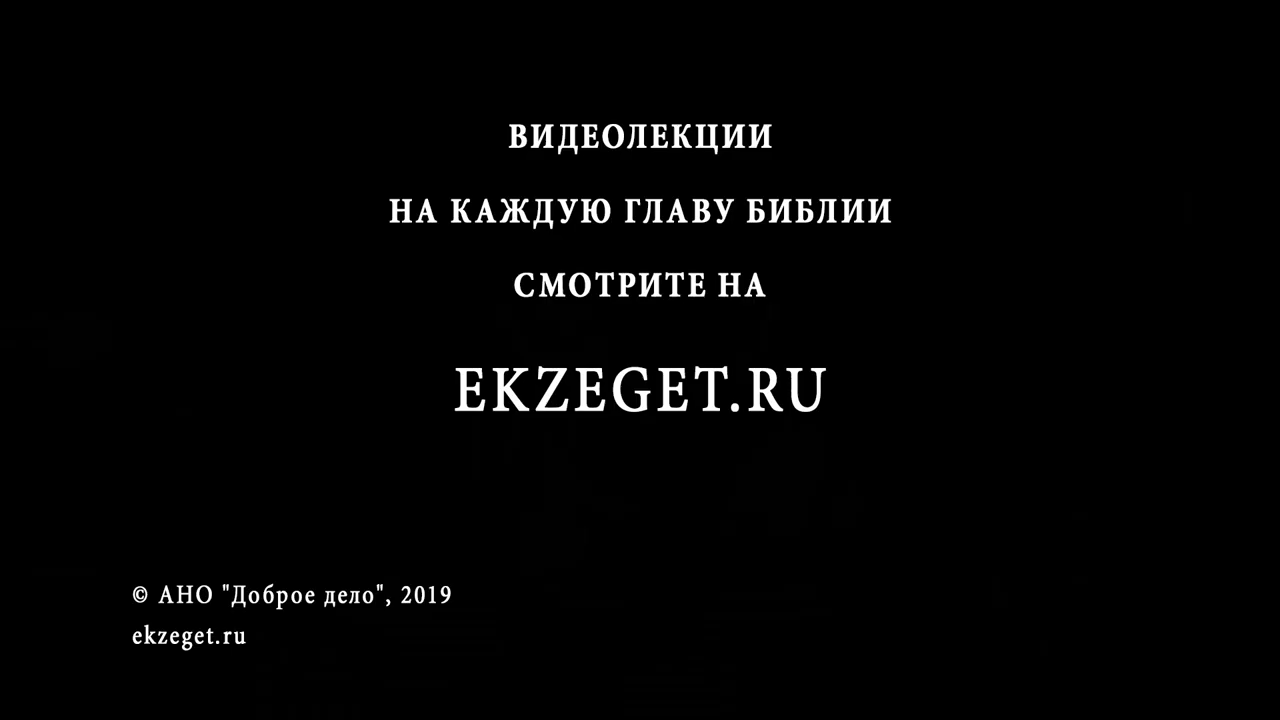 ВИДЕОЛЕКЦИИ
НА КАЖДУЮ ГЛАВУ БИБЛИИ
СМОТРИТЕ НА
EKZEGET.RU
© АНО "Доброе дело", 2019
ekzeget.ru